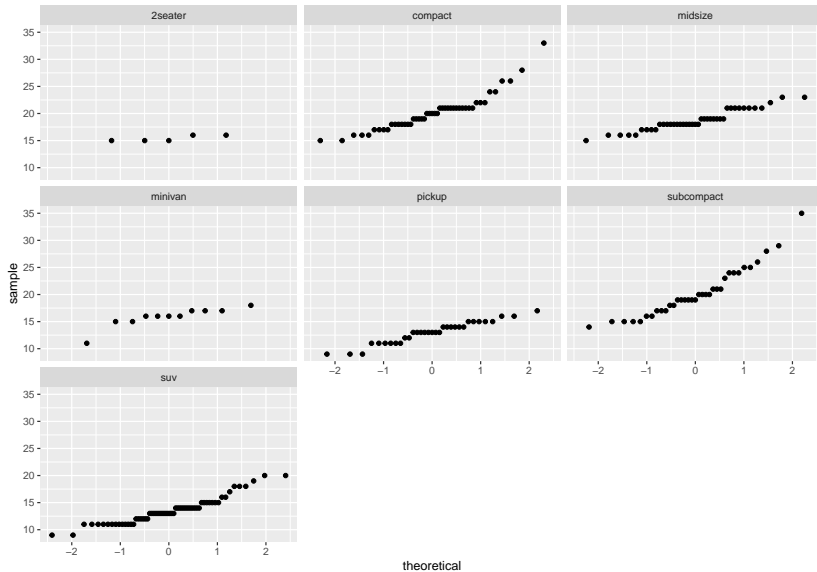 2seater compact midsize
35
30
25
20
15
10
minivan pickup subcompact
35
30
25
20
15
10
−2 −1 0 1 2 −2 −1 0 1 2
suv
35
30
25
20
15
10
−2 −1 0 1 2
sample
theoretical